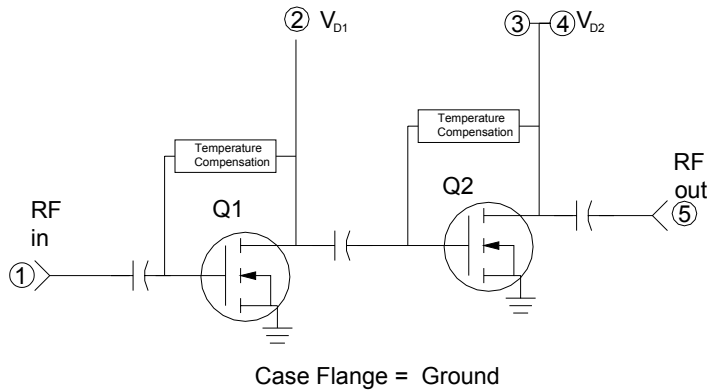 ② V_D1
③ ④ V_D2
Temperature
Compensation
Temperature
Compensation
RF
in
Q1
Q2
RF
out
①
⑤
Case Flange = Ground